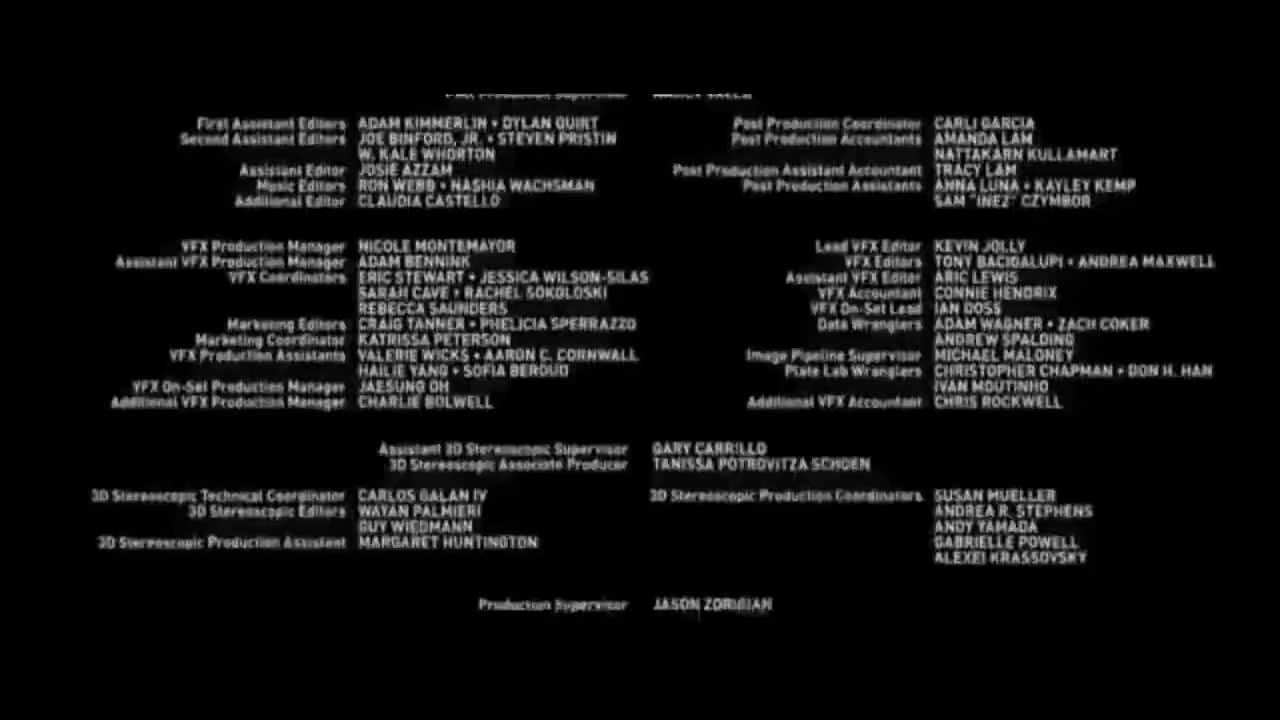 Post Production Supervisor
First Assistant Editors ADAM KIMMERLIN • DYLAN QUIRT
Second Assistant Editors JOE BINFORD, JR. • STEVEN PRISTIN
W. KALE WHORTON
Assistant Editor JOSIE AZZAM
Music Editors RON WEBB • NASHIA WACHSMAN
Additional Editor CLAUDIA CASTELLO
Post Production Coordinator CARLI GARCIA
Post Production Accountants AMANDA LAM
NATTAKARN KULLAMART
Post Production Assistant Accountant TRACY LAM
Post Production Assistants ANNA LUNA • KAYLEY KEMP
SAM "INEZ" CZYMBOR
VFX Production Manager NICOLE MONTEMAYOR
Assistant VFX Production Manager ADAM BENNINK
VFX Coordinators ERIC STEWART • JESSICA WILSON-SILAS
SARAH CAVE • RACHEL SOKOLOSKI
REBECCA SAUNDERS
Marketing Editors CRAIG TANNER • PHELICIA SPERRAZZO
Marketing Coordinator KATRISSA PETERSON
VFX Production Assistants VALERIE WICKS • AARON C. CORNWALL
HAILIE YANG • SOFIA BEROUD
VFX On-Set Production Manager JAESUNG OH
Additional VFX Production Manager CHARLIE BOLWELL
Lead VFX Editor KEVIN JOLLY
VFX Editors TONY BACIGALUPI • ANDREA MAXWELL
Assistant VFX Editor ARIC LEWIS
VFX Accountant CONNIE HENDRIX
VFX On-Set Lead IAN DOSS
Data Wranglers ADAM WAGNER • ZACH COKER
ANDREW SPALDING
Image Pipeline Supervisor MICHAEL MALONEY
Plate Lab Wranglers CHRISTOPHER CHAPMAN • DON H. HAN
IVAN MOUTINHO
Additional VFX Accountant CHRIS ROCKWELL
Assistant 3D Stereoscopic Supervisor GARY CARRILLO
3D Stereoscopic Associate Producer TANISSA POTROVITZA SCHOEN
3D Stereoscopic Technical Coordinator CARLOS GALAN IV
3D Stereoscopic Editors WAYAN PALMIERI
GUY WIEDMANN
3D Stereoscopic Production Assistant MARGARET HUNTINGTON
3D Stereoscopic Production Coordinators SUSAN MUELLER
ANDREA R. STEPHENS
ANDY YAMADA
GABRIELLE POWELL
ALEXEI KRASSOVSKY
Production Supervisor JASON ZORIGIAN